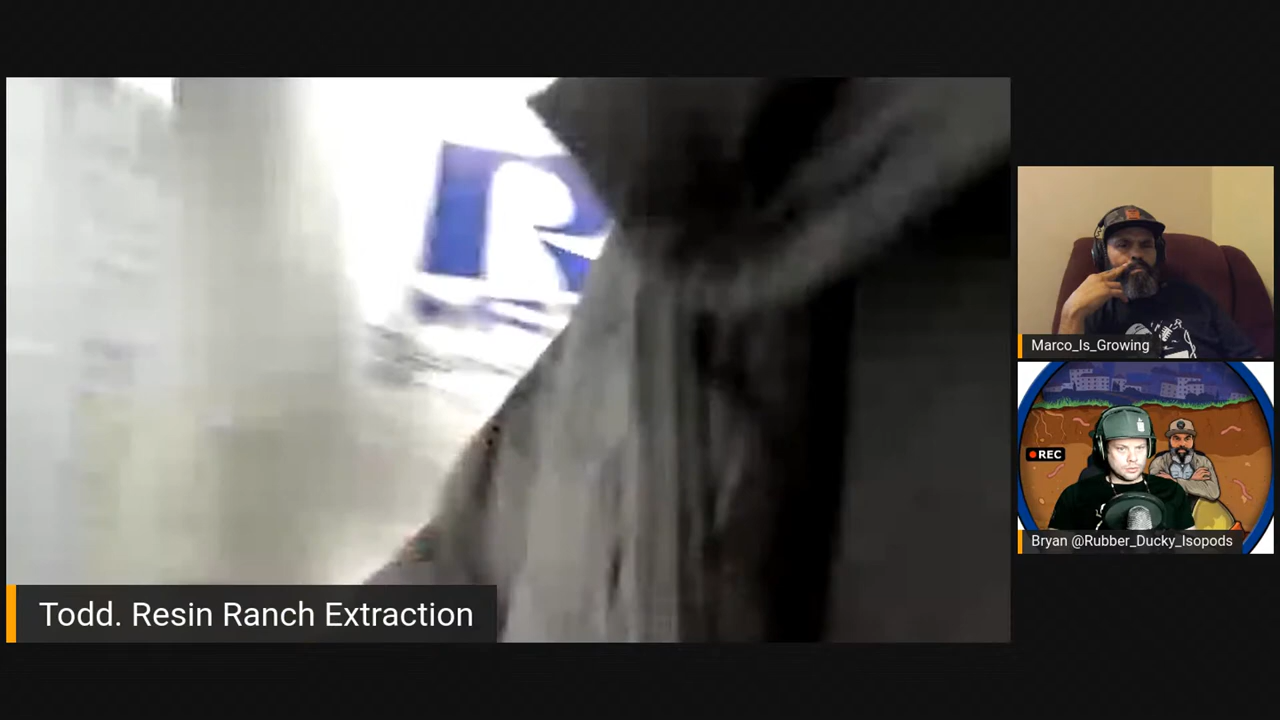 R
Todd. Resin Ranch Extraction
Marco_Is_Growing
REC
Bryan @Rubber_Ducky_Isopods